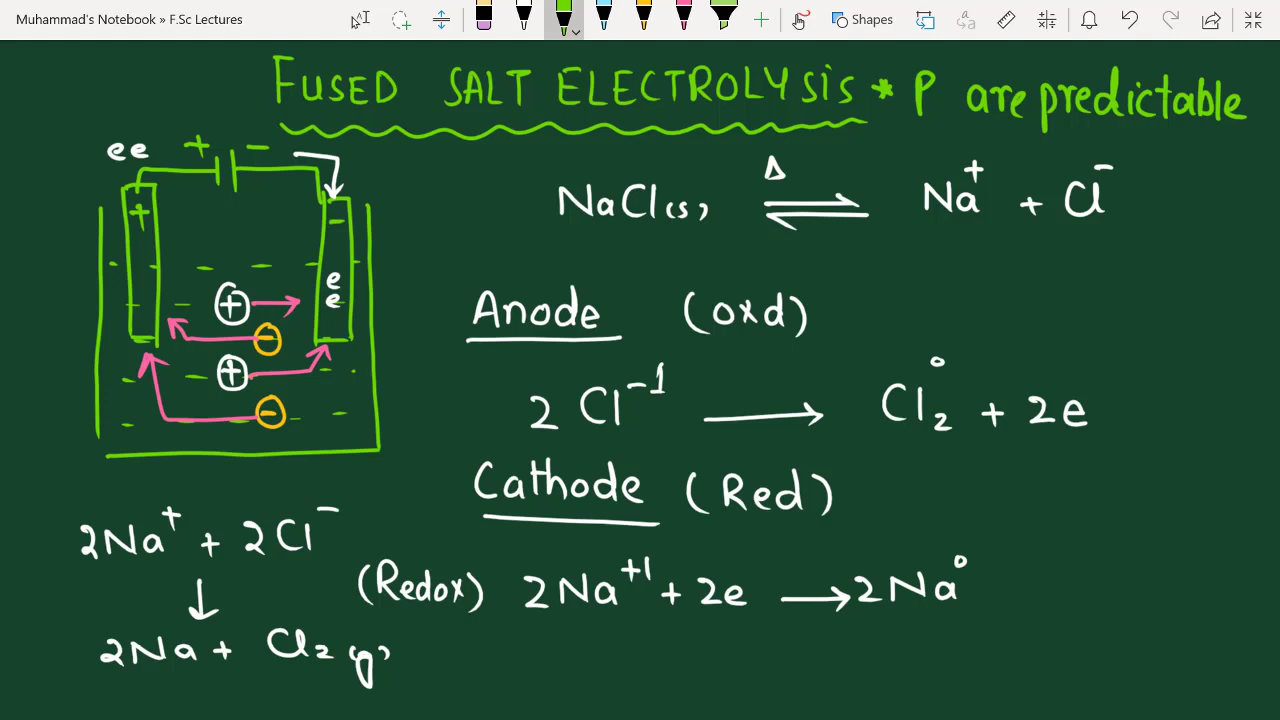 Muhammad's Notebook » F.Sc Lectures
Shapes
FUSED SALT ELECTROLYSIS * P are predictable
ee + −
+ −
NaCl(s) Δ ⇌ Na⁺ + Cl⁻
e
e
+
−
+
−
Anode (oxd)
2 Cl⁻¹ → Cl₂⁰ + 2e
Cathode (Red)
2Na⁺ + 2Cl⁻
↓
2Na + Cl₂(g)
(Redox) 2Na⁺¹ + 2e → 2Na⁰